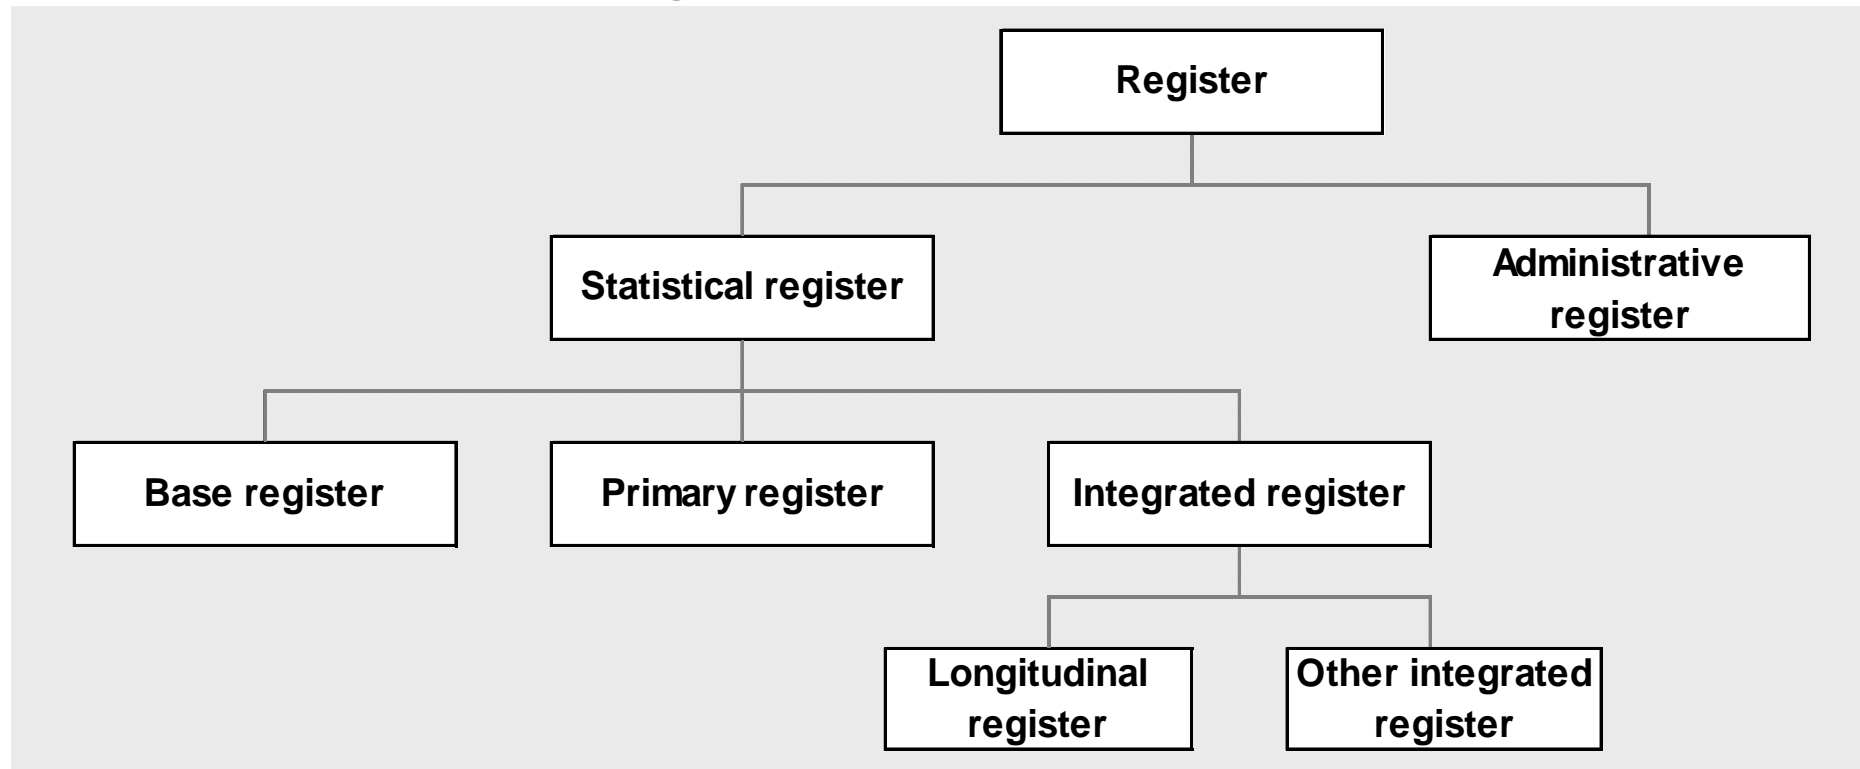 Register
Statistical register
Administrative
register
Base register
Primary register
Integrated register
Longitudinal
register
Other integrated
register